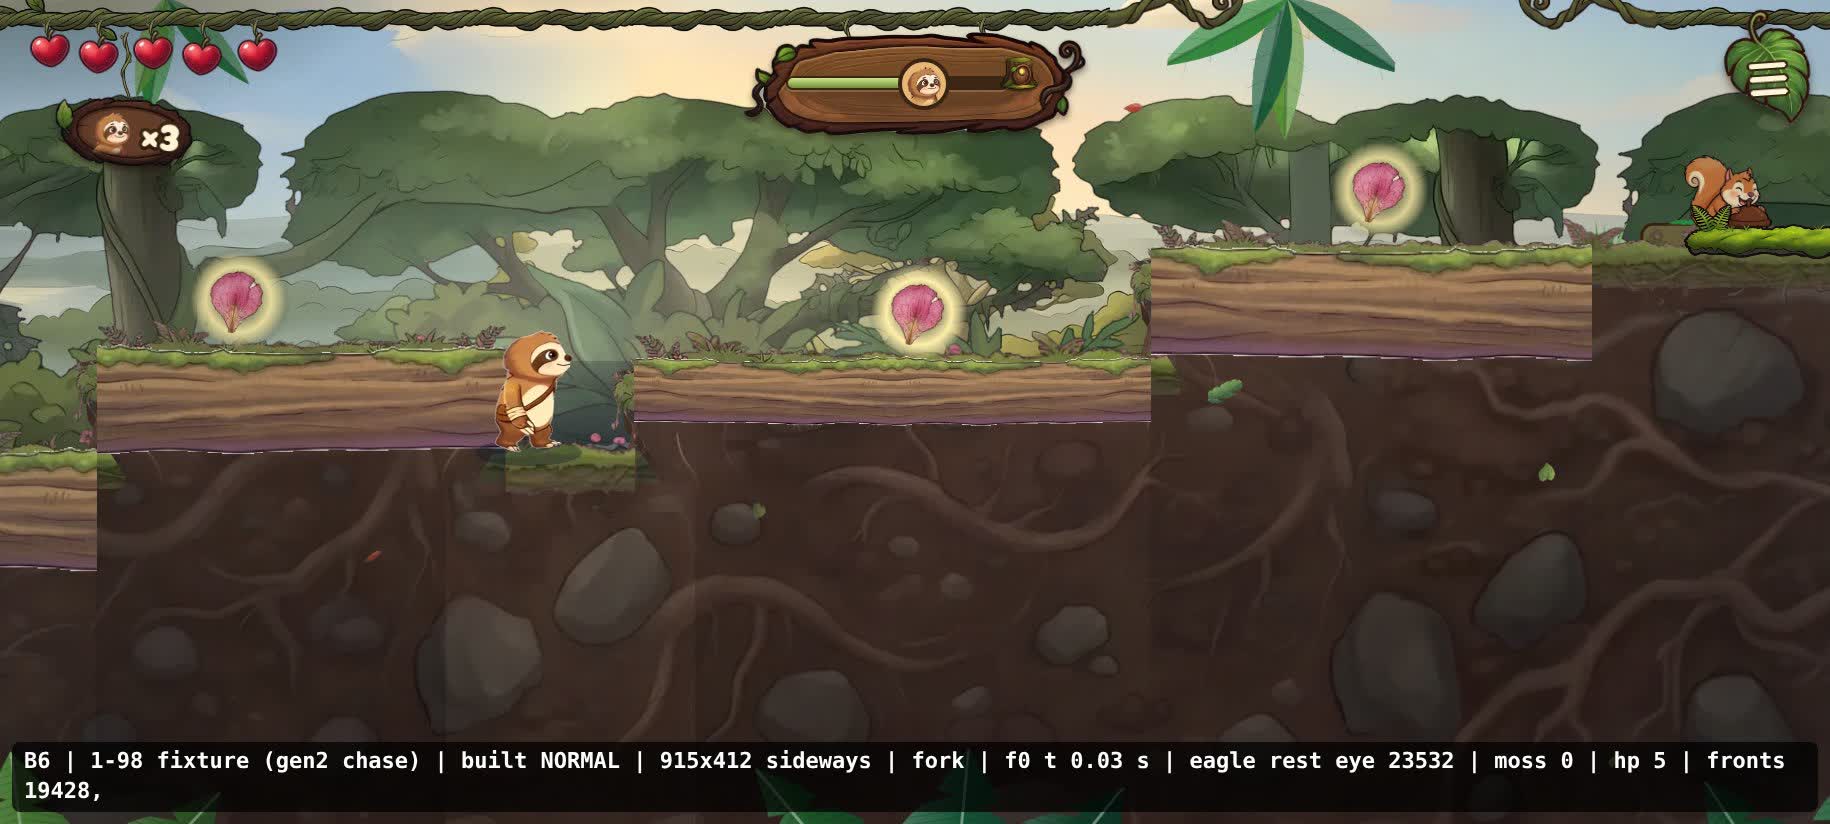 ×3
B6 | 1-98 fixture (gen2 chase) | built NORMAL | 915x412 sideways | fork | f0 t 0.03 s | eagle rest eye 23532 | moss 0 | hp 5 | fronts
19428,